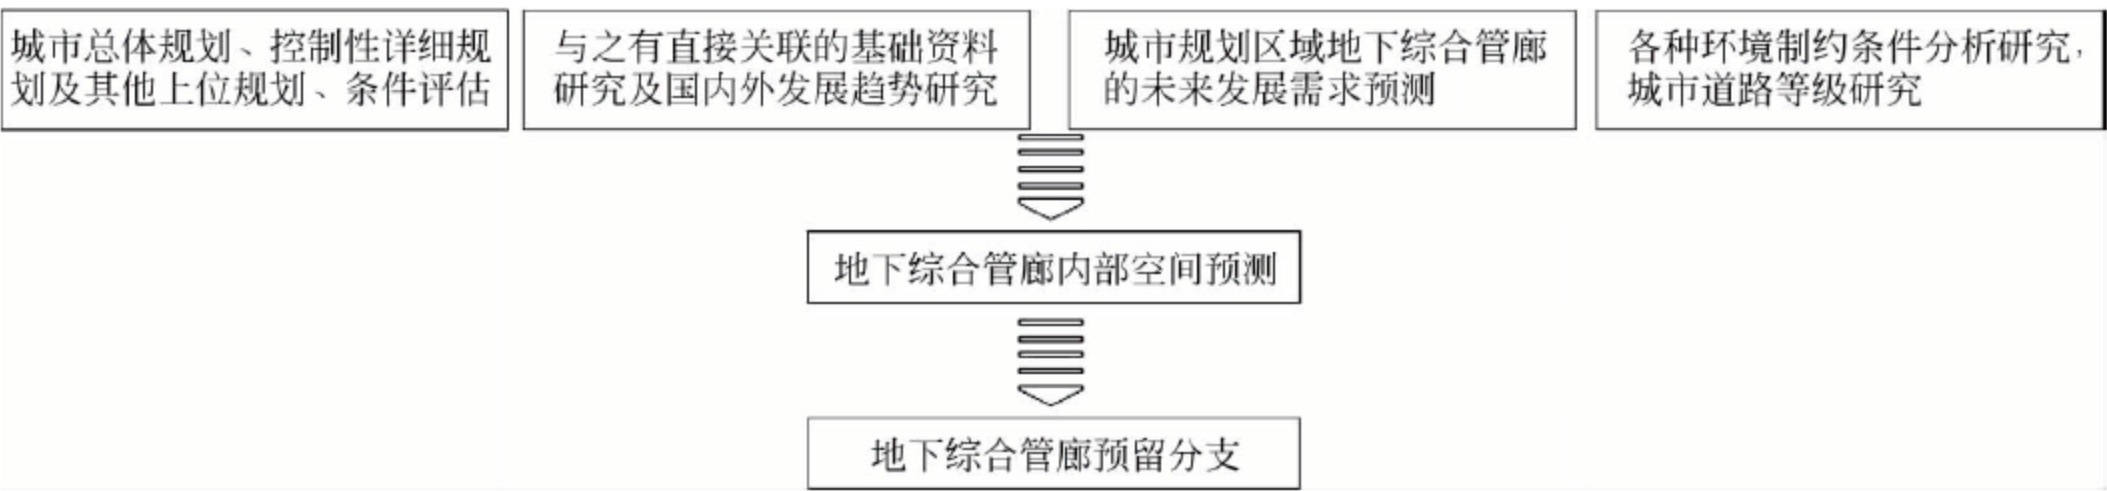 城市总体规划、控制性详细规
划及其他上位规划、条件评估
与之有直接关联的基础资料
研究及国内外发展趋势研究
城市规划区域地下综合管廊
的未来发展需求预测
各种环境制约条件分析研究,
城市道路等级研究
地下综合管廊内部空间预测
地下综合管廊预留分支